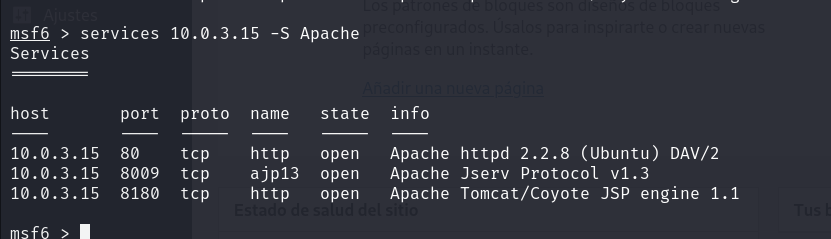 Ajustes
Los patrones de bloques son diseños de bloques
preconfigurados. Úsalos para inspirarte o crear nuevas
páginas en un instante.
Añadir una nueva página
msf6 > services 10.0.3.15 -S Apache
Services
========
host port proto name state info
---- ---- ----- ---- ----- ----
10.0.3.15 80 tcp http open Apache httpd 2.2.8 (Ubuntu) DAV/2
10.0.3.15 8009 tcp ajp13 open Apache Jserv Protocol v1.3
10.0.3.15 8180 tcp http open Apache Tomcat/Coyote JSP engine 1.1
Estado de salud del sitio
Tus b
msf6 >